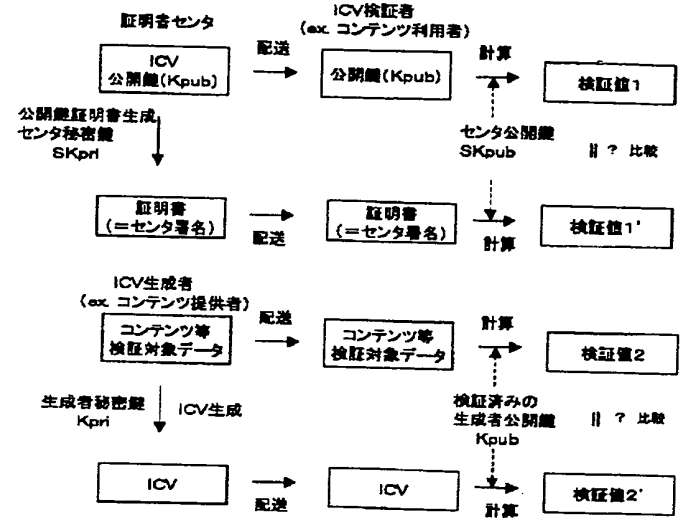 証明書センタ
ICV検証者
(ex. コンテンツ利用者)
ICV
公開鍵(Kpub)
配送
公開鍵(Kpub)
計算
検証値1
公開鍵証明書生成
センタ秘密鍵
SKpri
センタ公開鍵
SKpub
|| ? 比較
証明書
(=センタ署名)
配送
証明書
(=センタ署名)
計算
検証値1'
ICV生成者
(ex. コンテンツ提供者)
コンテンツ等
検証対象データ
配送
コンテンツ等
検証対象データ
計算
検証値2
生成者秘密鍵
Kpri
ICV生成
検証済みの
生成者公開鍵
Kpub
|| ? 比較
ICV
配送
ICV
計算
検証値2'